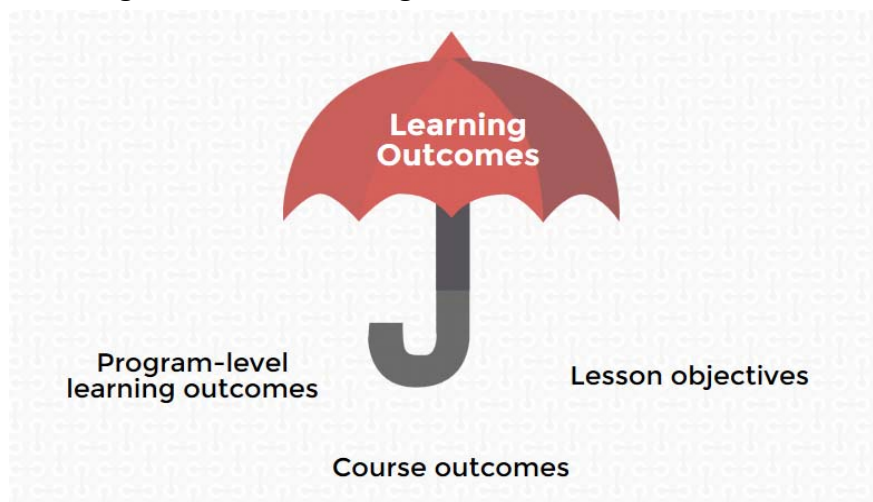 Learning
Outcomes
Program-level
learning outcomes
Lesson objectives
Course outcomes